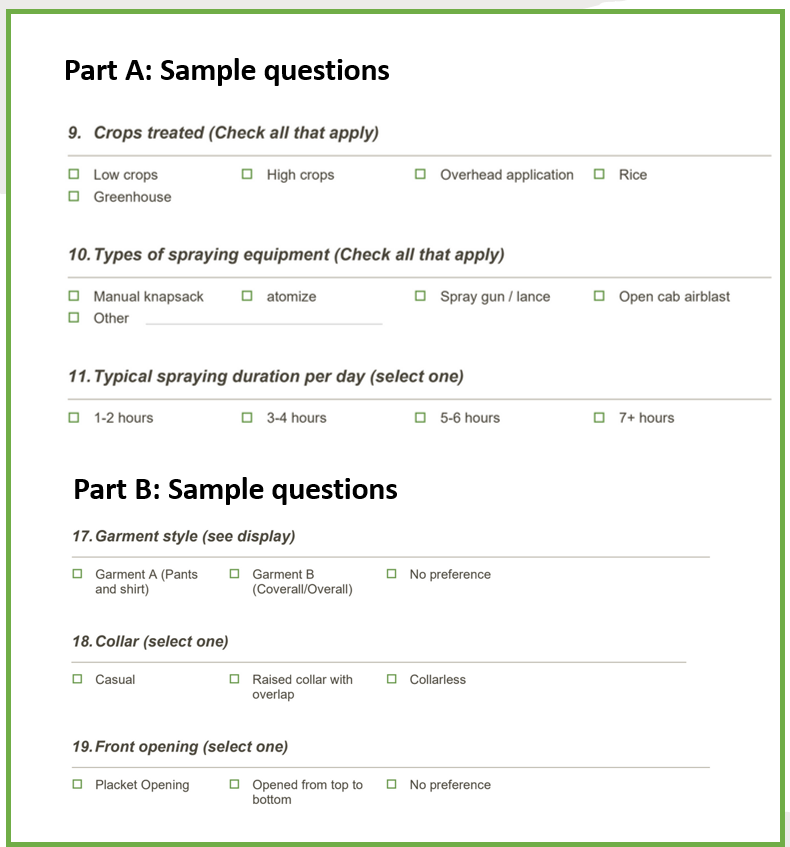 Part A: Sample questions
9. Crops treated (Check all that apply)
Low crops High crops Overhead application Rice
Greenhouse
10. Types of spraying equipment (Check all that apply)
Manual knapsack atomize Spray gun / lance Open cab airblast
Other
11. Typical spraying duration per day (select one)
1-2 hours 3-4 hours 5-6 hours 7+ hours
Part B: Sample questions
17. Garment style (see display)
Garment A (Pants Garment B No preference
and shirt) (Coverall/Overall)
18. Collar (select one)
Casual Raised collar with Collarless
overlap
19. Front opening (select one)
Placket Opening Opened from top to No preference
bottom